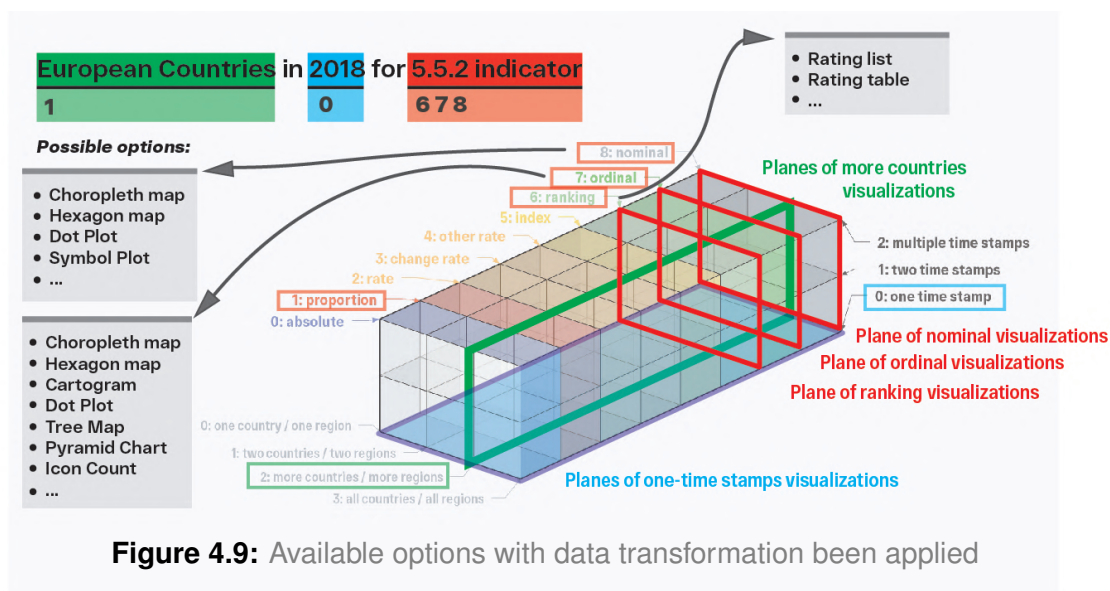 European Countries in 2018 for 5.5.2 indicator
1 0 6 7 8
• Rating list
• Rating table
• ...
Possible options:
• Choropleth map
• Hexagon map
• Dot Plot
• Symbol Plot
• ...
• Choropleth map
• Hexagon map
• Cartogram
• Dot Plot
• Tree Map
• Pyramid Chart
• Icon Count
• ...
8: nominal
7: ordinal
6: ranking
5: index
4: other rate
3: change rate
2: rate
1: proportion
0: absolute
Planes of more countries
visualizations
2: multiple time stamps
1: two time stamps
0: one time stamp
Plane of nominal visualizations
Plane of ordinal visualizations
Plane of ranking visualizations
0: one country / one region
1: two countries / two regions
2: more countries / more regions
3: all countries / all regions
Planes of one-time stamps visualizations
Figure 4.9: Available options with data transformation been applied